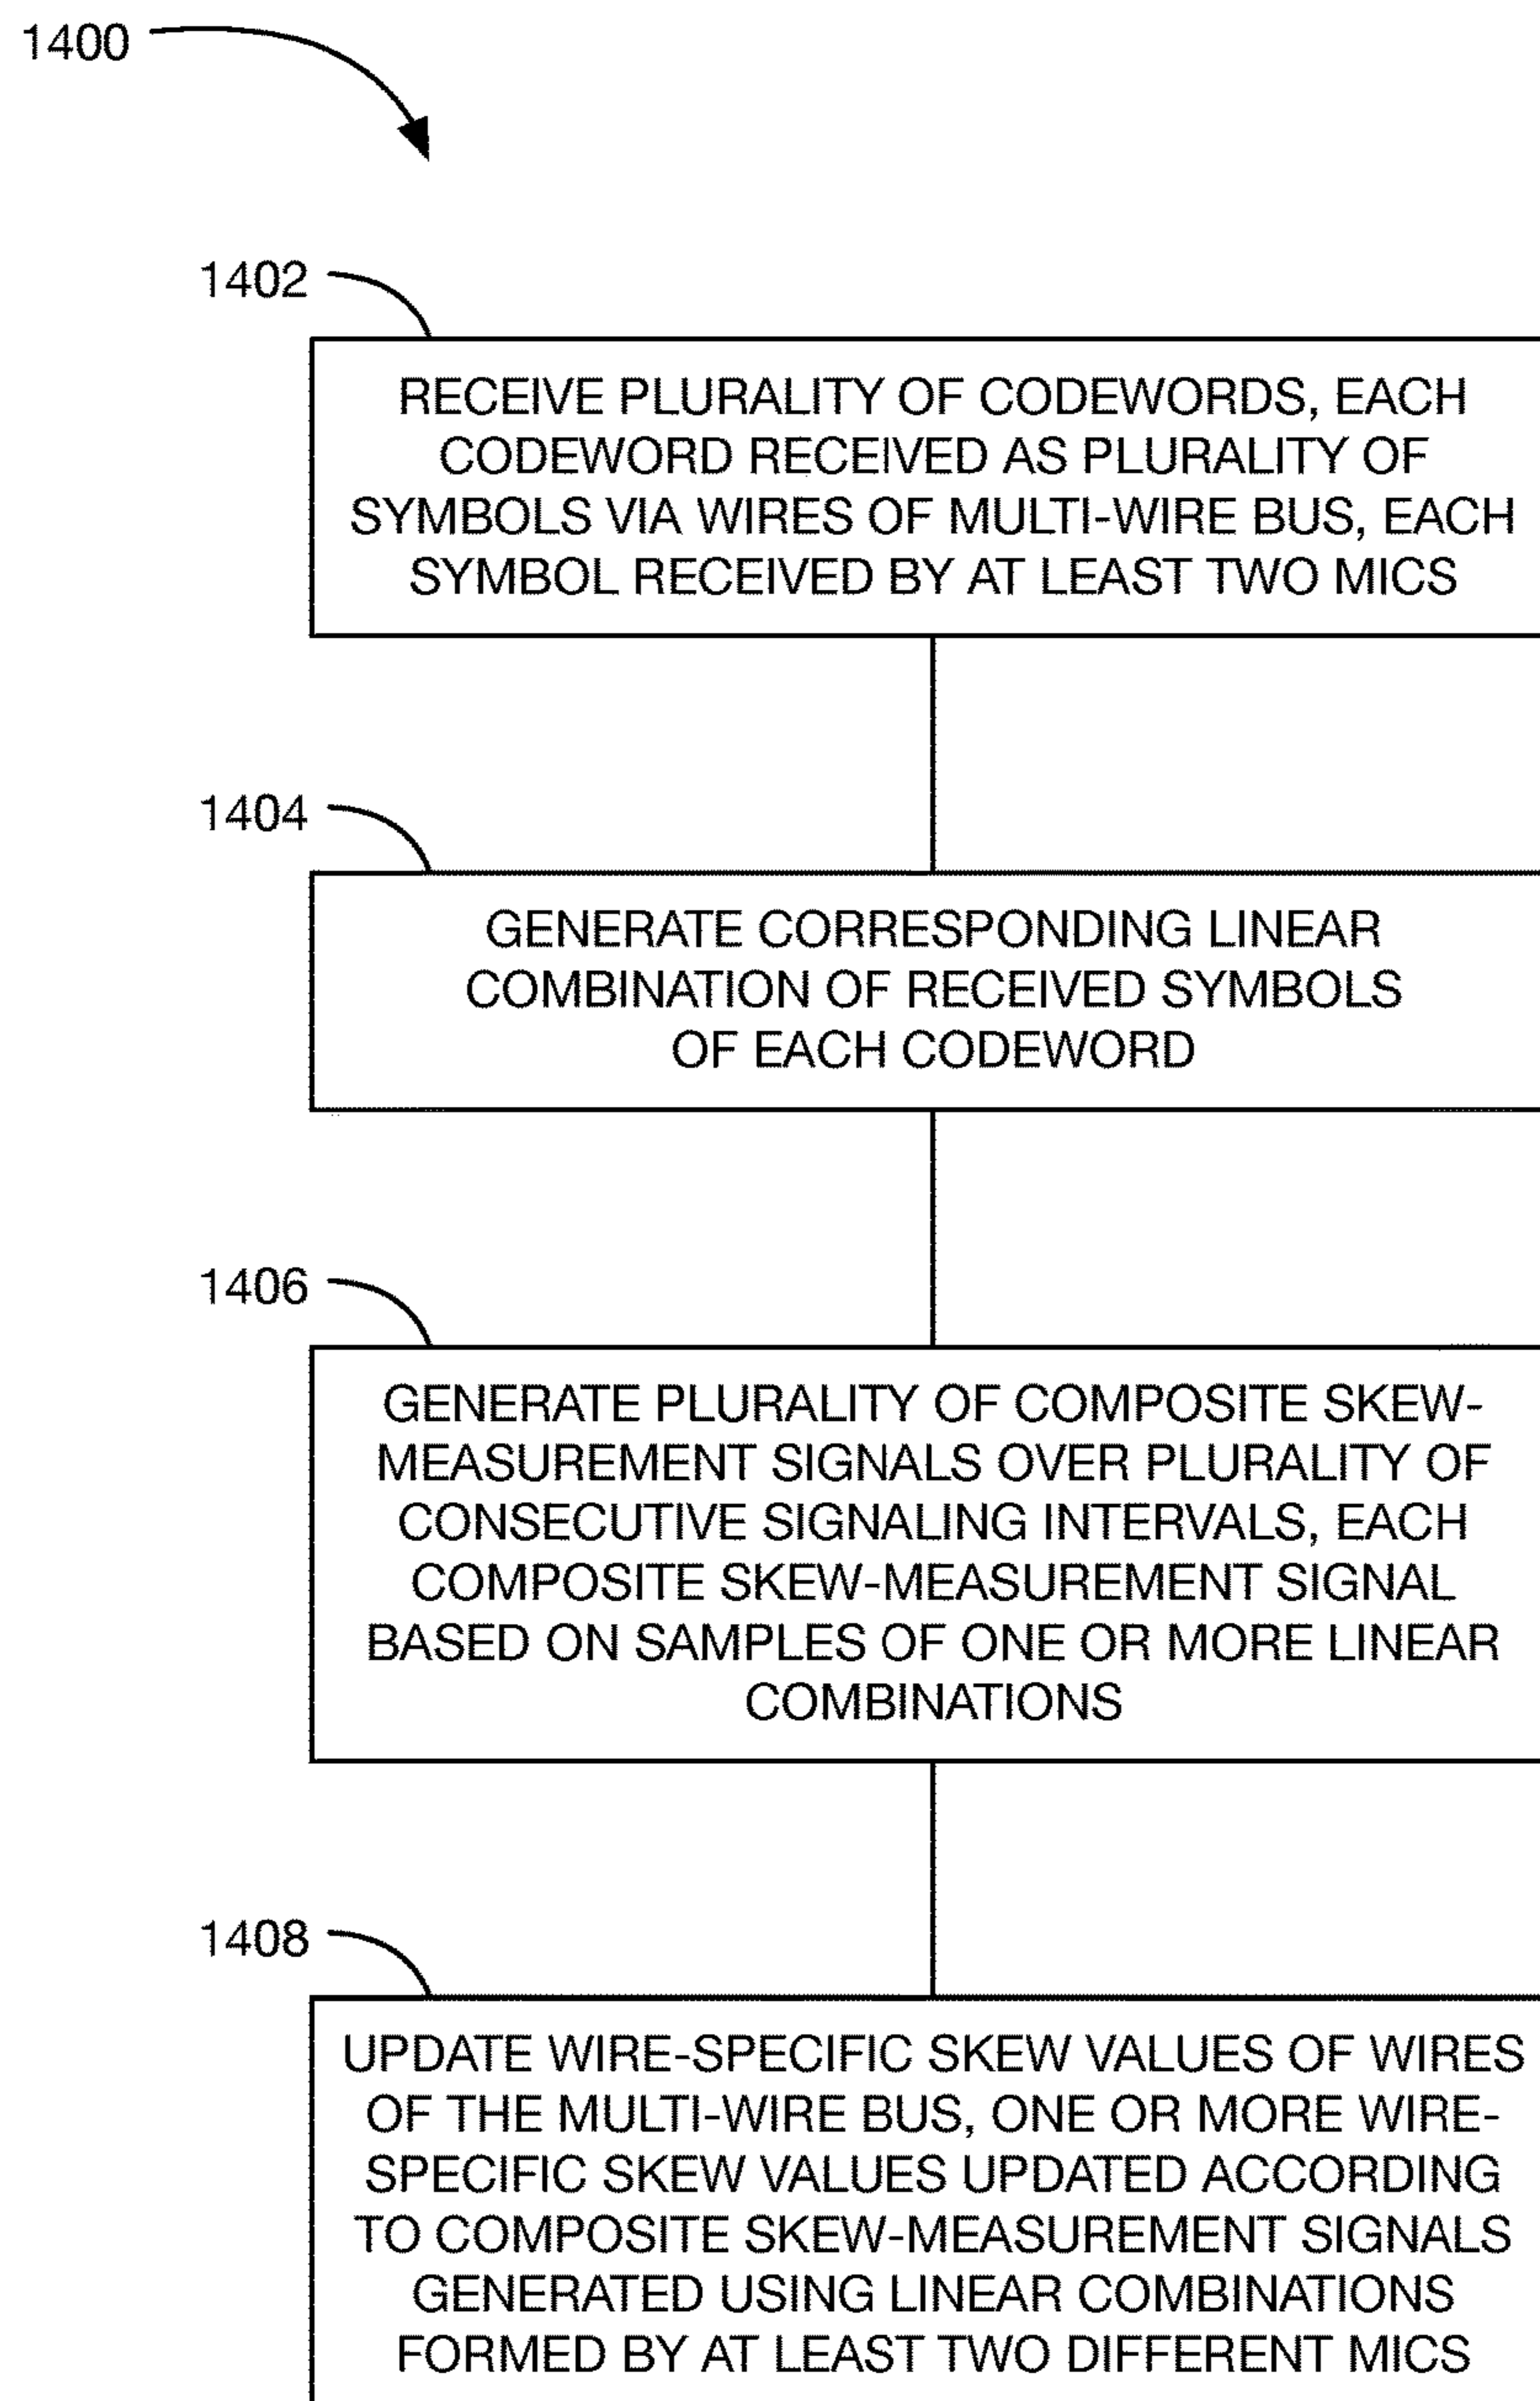 1400
1402
RECEIVE PLURALITY OF CODEWORDS, EACH
CODEWORD RECEIVED AS PLURALITY OF
SYMBOLS VIA WIRES OF MULTI-WIRE BUS, EACH
SYMBOL RECEIVED BY AT LEAST TWO MICS
1404
GENERATE CORRESPONDING LINEAR
COMBINATION OF RECEIVED SYMBOLS
OF EACH CODEWORD
1406
GENERATE PLURALITY OF COMPOSITE SKEW-
MEASUREMENT SIGNALS OVER PLURALITY OF
CONSECUTIVE SIGNALING INTERVALS, EACH
COMPOSITE SKEW-MEASUREMENT SIGNAL
BASED ON SAMPLES OF ONE OR MORE LINEAR
COMBINATIONS
1408
UPDATE WIRE-SPECIFIC SKEW VALUES OF WIRES
OF THE MULTI-WIRE BUS, ONE OR MORE WIRE-
SPECIFIC SKEW VALUES UPDATED ACCORDING
TO COMPOSITE SKEW-MEASUREMENT SIGNALS
GENERATED USING LINEAR COMBINATIONS
FORMED BY AT LEAST TWO DIFFERENT MICS